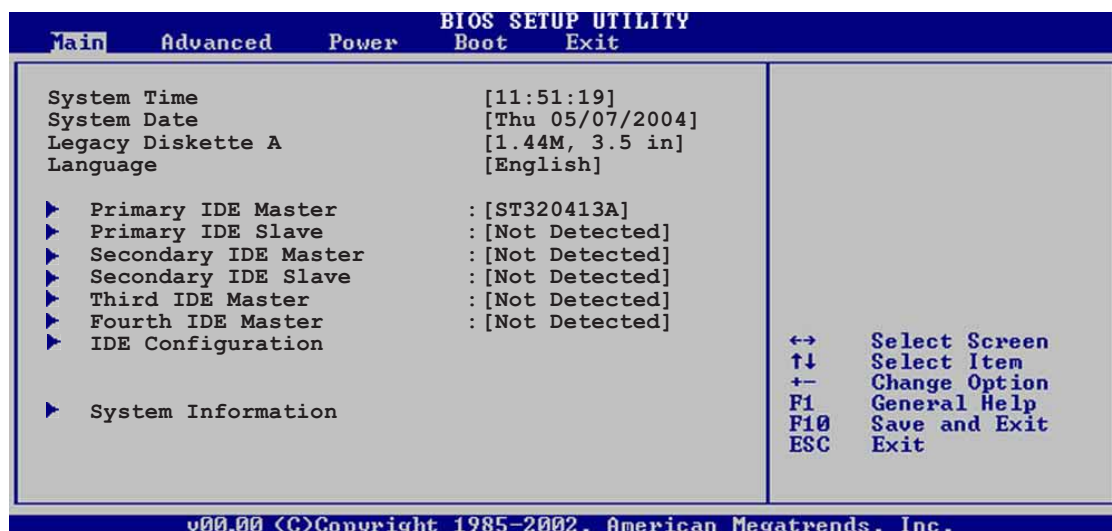 BIOS SETUP UTILITY
Main Advanced Power Boot Exit
System Time [11:51:19]
System Date [Thu 05/07/2004]
Legacy Diskette A [1.44M, 3.5 in]
Language [English]
Primary IDE Master :[ST320413A]
Primary IDE Slave :[Not Detected]
Secondary IDE Master :[Not Detected]
Secondary IDE Slave :[Not Detected]
Third IDE Master :[Not Detected]
Fourth IDE Master :[Not Detected]
IDE Configuration
System Information
←→ Select Screen
↑↓ Select Item
+- Change Option
F1 General Help
F10 Save and Exit
ESC Exit
v00.00 (C)Copyright 1985-2002, American Megatrends, Inc.